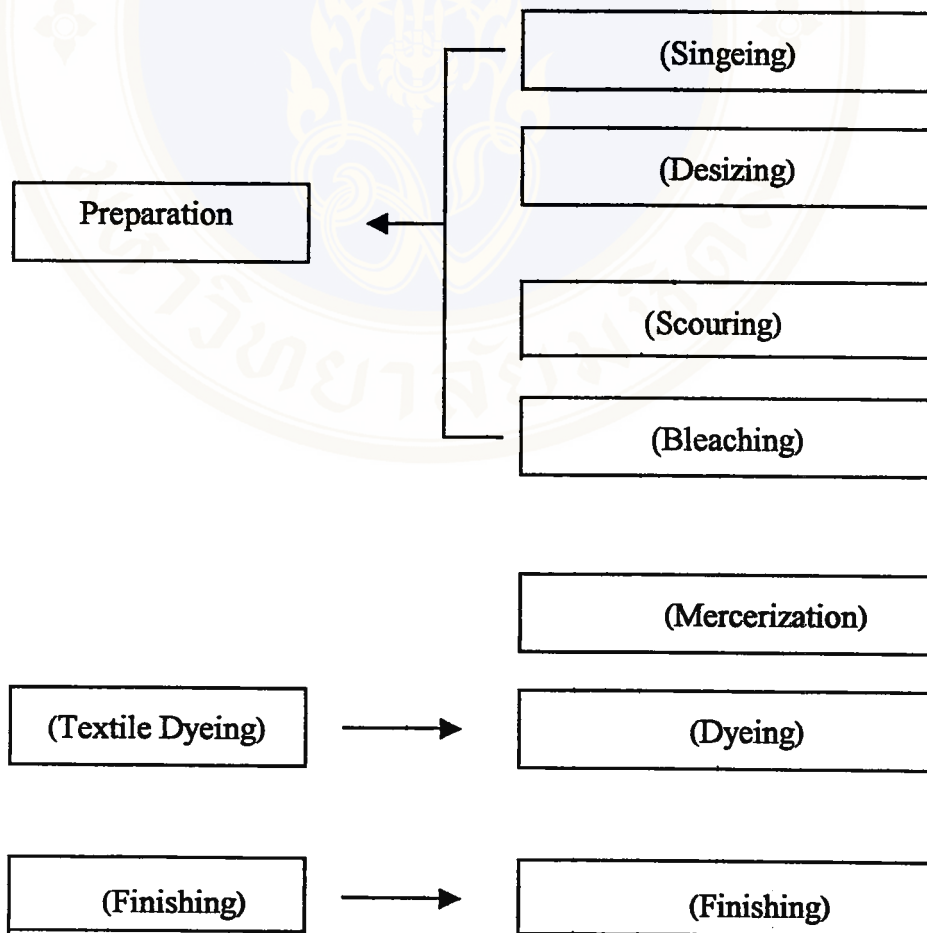 (Singeing)
(Desizing)
Preparation
(Scouring)
(Bleaching)
(Mercerization)
(Textile Dyeing)
(Dyeing)
(Finishing)
(Finishing)